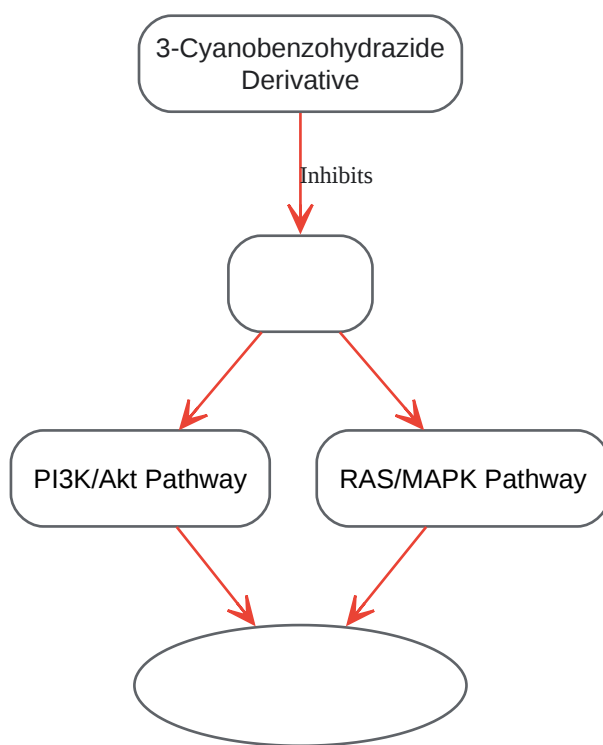 3-Cyanobenzohydrazide
Derivative
Inhibits
PI3K/Akt Pathway
RAS/MAPK Pathway